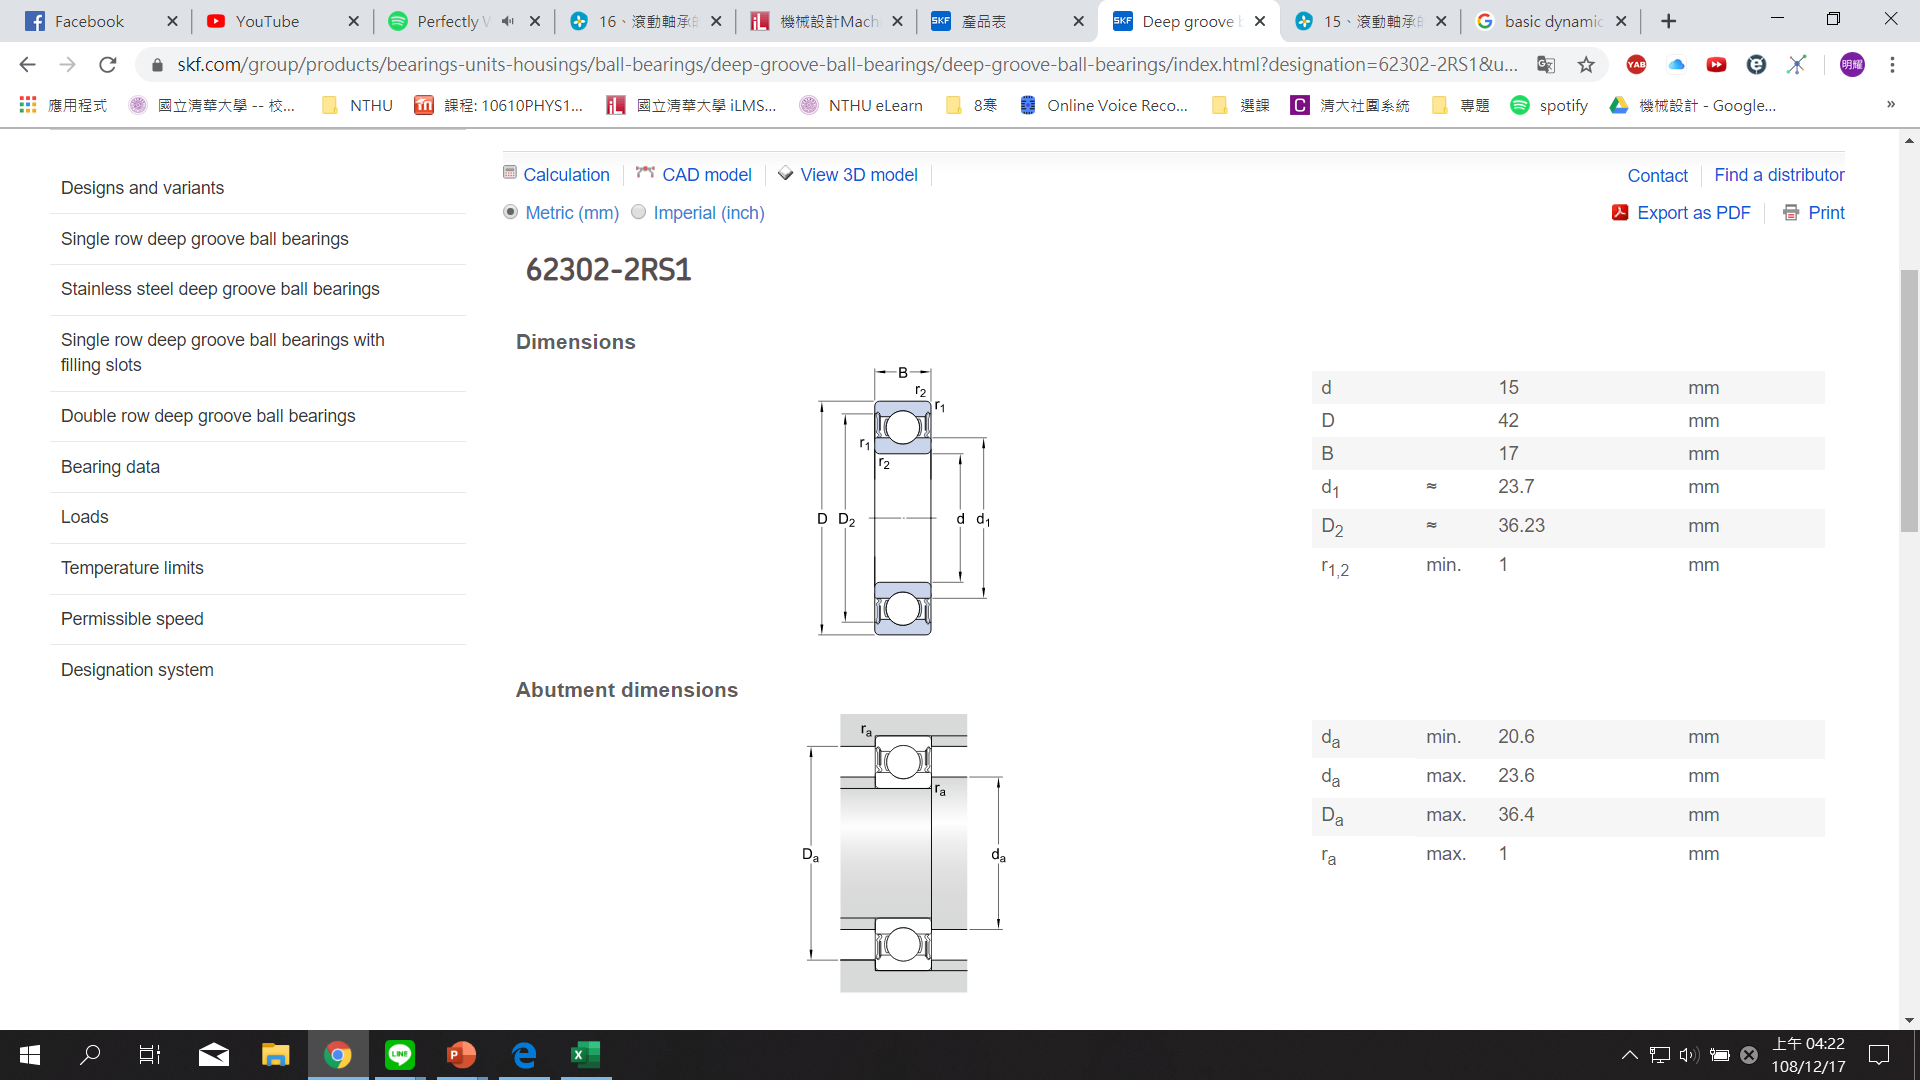 Facebook
YouTube
Perfectly
16、滾動軸承
機械設計Mach
產品表
Deep groove b
15、滾動軸承
basic dynamic
skf.com/group/products/bearings-units-housings/ball-bearings/deep-groove-ball-bearings/deep-groove-ball-bearings/index.html?designation=62302-2RS1&u...
應用程式
國立清華大學 -- 校...
NTHU
課程: 10610PHYS1...
國立清華大學 iLMS...
NTHU eLearn
8寒
Online Voice Reco...
選課
清大社團系統
專題
spotify
機械設計 - Google...
»
Designs and variants
Single row deep groove ball bearings
Stainless steel deep groove ball bearings
Single row deep groove ball bearings with
filling slots
Double row deep groove ball bearings
Bearing data
Loads
Temperature limits
Permissible speed
Designation system
Calculation
CAD model
View 3D model
Contact
Find a distributor
Metric (mm)
Imperial (inch)
Export as PDF
Print
62302-2RS1
Dimensions
B
r2
r1
r1
r2
D D2 d d1
d 15 mm
D 42 mm
B 17 mm
d1 ≈ 23.7 mm
D2 ≈ 36.23 mm
r1,2 min. 1 mm
Abutment dimensions
ra
ra
Da da
da min. 20.6 mm
da max. 23.6 mm
Da max. 36.4 mm
ra max. 1 mm
上午 04:22
108/12/17